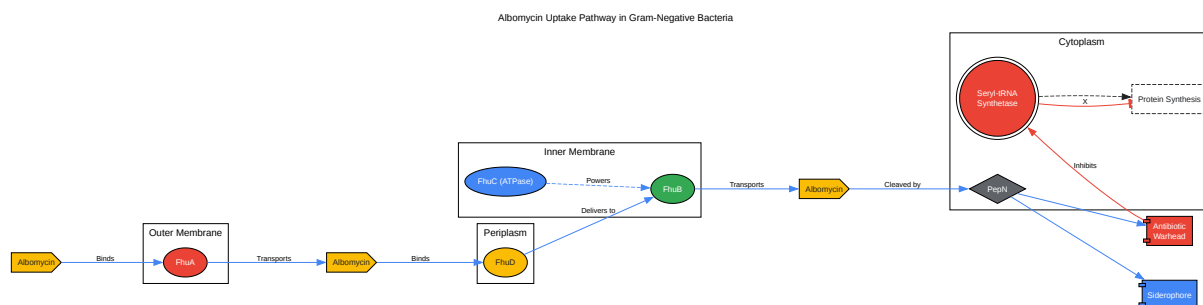 Albomycin Uptake Pathway in Gram-Negative Bacteria
Cytoplasm
Seryl-tRNA
Synthetase
X
Protein Synthesis
Inhibits
Inner Membrane
FhuC (ATPase)
Powers
FhuB
Transports
Albomycin
Cleaved by
PepN
Delivers to
Outer Membrane
Periplasm
Antibiotic
Warhead
Albomycin
Binds
FhuA
Transports
Albomycin
Binds
FhuD
Siderophore